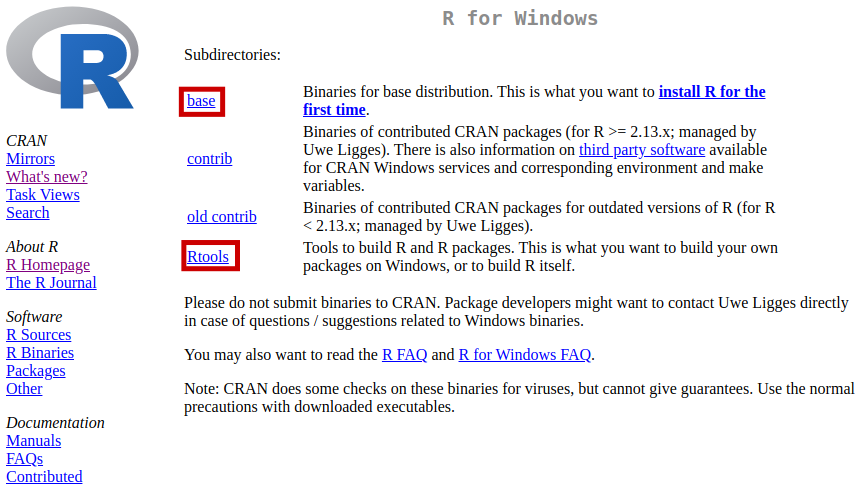 R
CRAN
Mirrors
What's new?
Task Views
Search
About R
R Homepage
The R Journal
Software
R Sources
R Binaries
Packages
Other
Documentation
Manuals
FAQs
Contributed
R for Windows
Subdirectories:
base
Binaries for base distribution. This is what you want to install R for the
first time.
contrib
Binaries of contributed CRAN packages (for R >= 2.13.x; managed by
Uwe Ligges). There is also information on third party software available
for CRAN Windows services and corresponding environment and make
variables.
old contrib
Binaries of contributed CRAN packages for outdated versions of R (for R
< 2.13.x; managed by Uwe Ligges).
Rtools
Tools to build R and R packages. This is what you want to build your own
packages on Windows, or to build R itself.
Please do not submit binaries to CRAN. Package developers might want to contact Uwe Ligges directly
in case of questions / suggestions related to Windows binaries.
You may also want to read the R FAQ and R for Windows FAQ.
Note: CRAN does some checks on these binaries for viruses, but cannot give guarantees. Use the normal
precautions with downloaded executables.